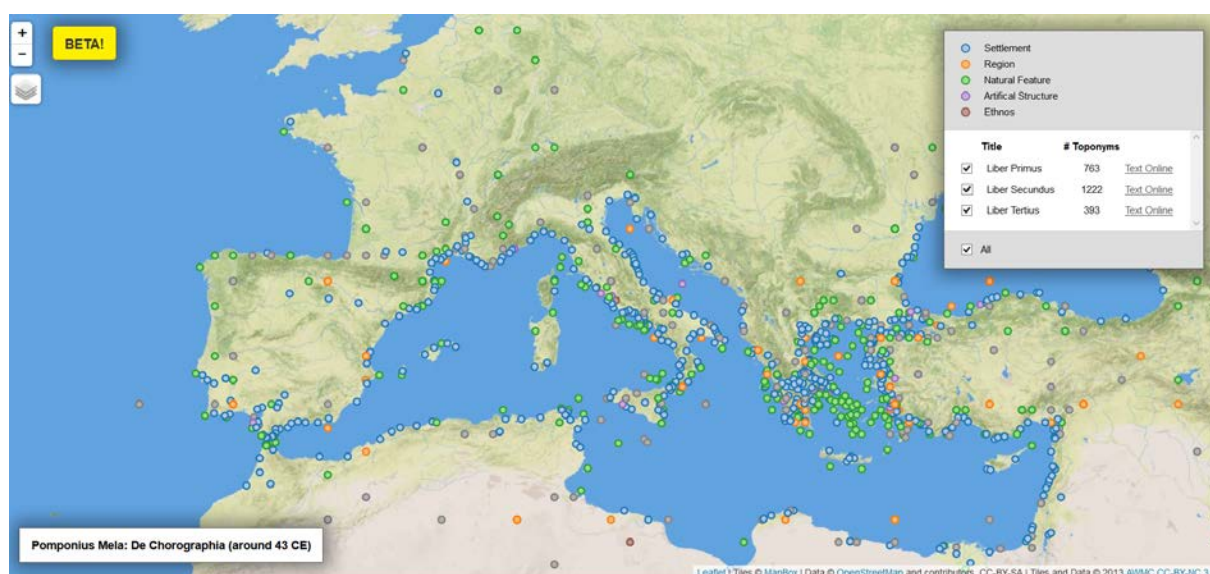 +
−
BETA!
Settlement
Region
Natural Feature
Artifical Structure
Ethnos
Title # Toponyms
Liber Primus 763 Text Online
Liber Secundus 1222 Text Online
Liber Tertius 393 Text Online
All
Pomponius Mela: De Chorographia (around 43 CE)
Leaflet | Tiles © MapBox | Data © OpenStreetMap and contributors, CC-BY-SA | Tiles and Data © 2013 AWMC CC-BY-NC 3